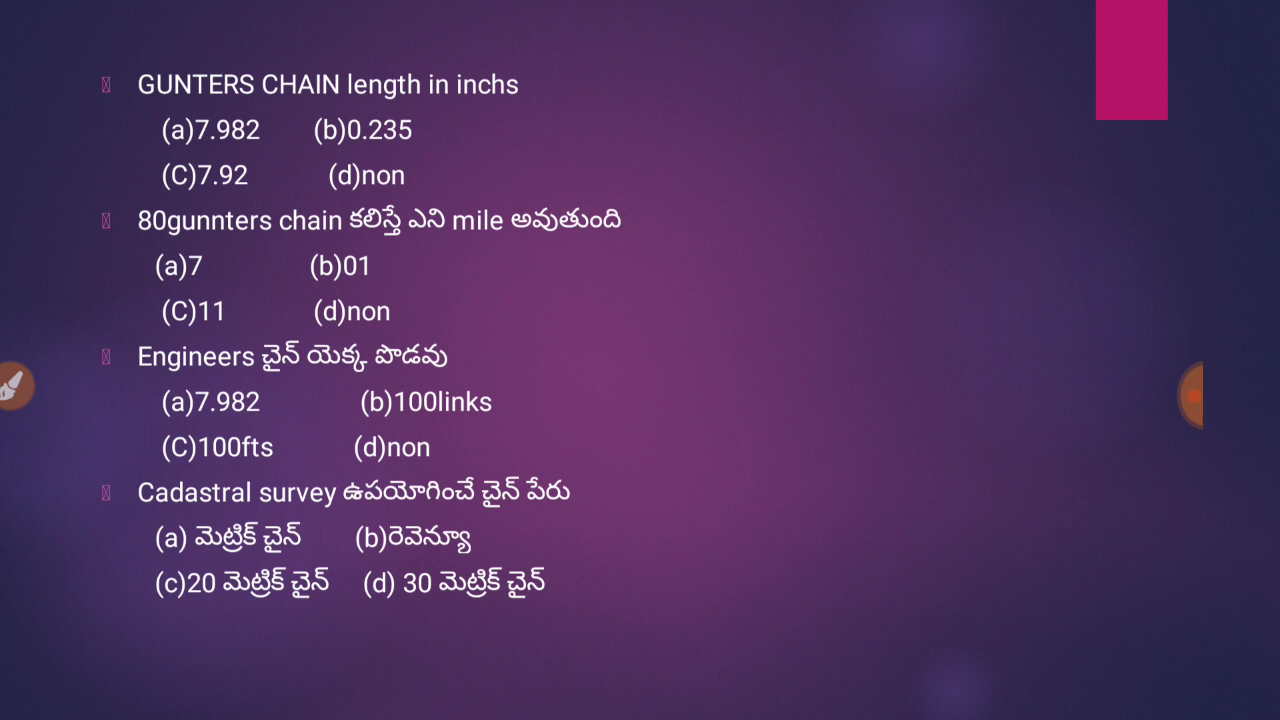 GUNTERS CHAIN length in inchs
(a)7.982 (b)0.235
(C)7.92 (d)non
80gunnters chain కలిస్తే ఎని mile అవుతుంది
(a)7 (b)01
(C)11 (d)non
Engineers చైన్ యెక్క పొడవు
(a)7.982 (b)100links
(C)100fts (d)non
Cadastral survey ఉపయోగించే చైన్ పేరు
(a) మెట్రిక్ చైన్ (b)రెవెన్యూ
(c)20 మెట్రిక్ చైన్ (d) 30 మెట్రిక్ చైన్